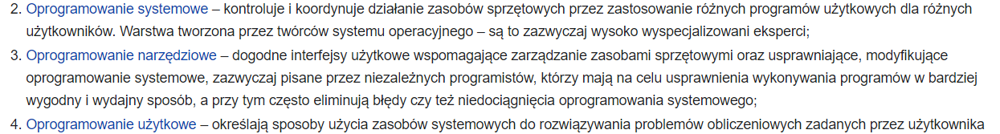 2. Oprogramowanie systemowe – kontroluje i koordynuje działanie zasobów sprzętowych przez zastosowanie różnych programów użytkowych dla różnych
użytkowników. Warstwa tworzona przez twórców systemu operacyjnego – są to zazwyczaj wysoko wyspecjalizowani eksperci;
3. Oprogramowanie narzędziowe – dogodne interfejsy użytkowe wspomagające zarządzanie zasobami sprzętowymi oraz usprawniające, modyfikujące
oprogramowanie systemowe, zazwyczaj pisane przez niezależnych programistów, którzy mają na celu usprawnienia wykonywania programów w bardziej
wygodny i wydajny sposób, a przy tym często eliminują błędy czy też niedociągnięcia oprogramowania systemowego;
4. Oprogramowanie użytkowe – określają sposoby użycia zasobów systemowych do rozwiązywania problemów obliczeniowych zadanych przez użytkownika